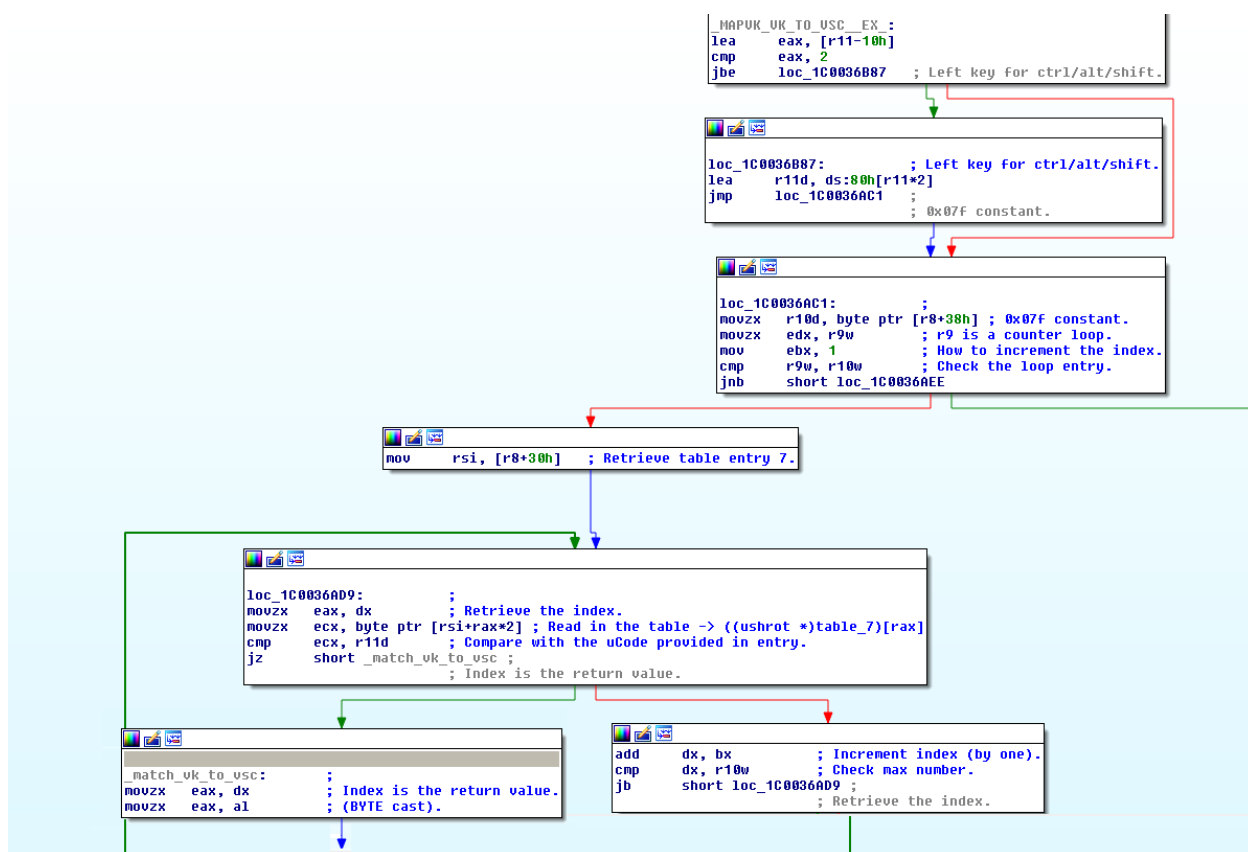 _MAPVK_VK_TO_VSC__EX_:
lea eax, [r11-10h]
cmp eax, 2
jbe loc_1C0036B87 ; Left key for ctrl/alt/shift.
loc_1C0036B87: ; Left key for ctrl/alt/shift.
lea r11d, ds:80h[r11*2]
jmp loc_1C0036AC1 ;
; 0x07f constant.
loc_1C0036AC1: ;
movzx r10d, byte ptr [r8+38h] ; 0x07f constant.
movzx edx, r9w ; r9 is a counter loop.
mov ebx, 1 ; How to increment the index.
cmp r9w, r10w ; Check the loop entry.
jnb short loc_1C0036AEE
mov rsi, [r8+30h] ; Retrieve table entry 7.
loc_1C0036AD9: ;
movzx eax, dx ; Retrieve the index.
movzx ecx, byte ptr [rsi+rax*2] ; Read in the table -> ((ushrot *)table_7)[rax]
cmp ecx, r11d ; Compare with the uCode provided in entry.
jz short _match_vk_to_vsc ;
; Index is the return value.
_match_vk_to_vsc: ;
movzx eax, dx ; Index is the return value.
movzx eax, al ; (BYTE cast).
add dx, bx ; Increment index (by one).
cmp dx, r10w ; Check max number.
jb short loc_1C0036AD9 ;
; Retrieve the index.